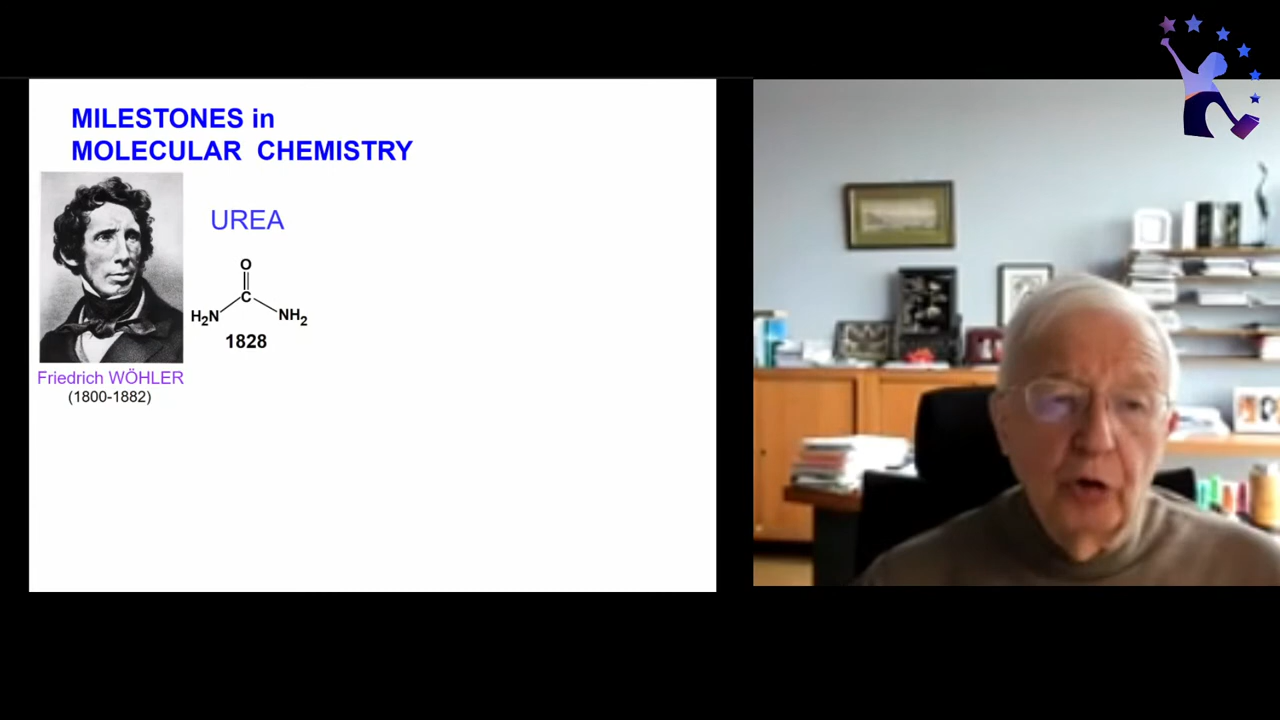 MILESTONES in
MOLECULAR CHEMISTRY
UREA
O
C
H2N
NH2
1828
Friedrich WÖHLER
(1800-1882)